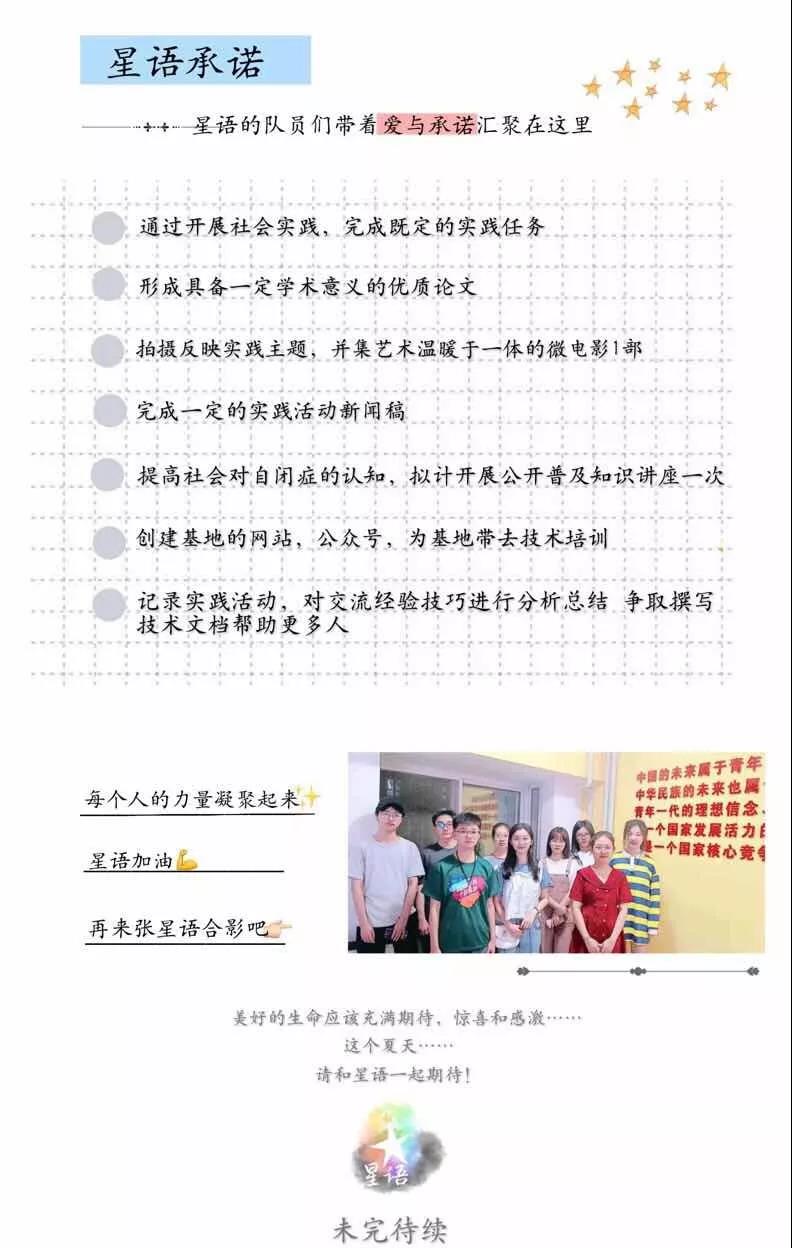 星语承诺
星语的队员们带着爱与承诺汇聚在这里
通过开展社会实践，完成既定的实践任务
形成具备一定学术意义的优质论文
拍摄反映实践主题，并集艺术温暖于一体的微电影1部
完成一定的实践活动新闻稿
提高社会对自闭症的认知，拟计开展公开普及知识讲座一次
创建基地的网站，公众号，为基地带去技术培训
记录实践活动，对交流经验技巧进行分析总结 争取撰写
技术文档帮助更多人
每个人的力量凝聚起来✨
星语加油💪
再来张星语合影吧👉
中国的未来属于青年
中华民族的未来也属
青年一代的理想信念、
一个国家发展活力的
是一个国家核心竞争
美好的生命应该充满期待，惊喜和感激……
这个夏天……
请和星语一起期待！
星语
未完待续